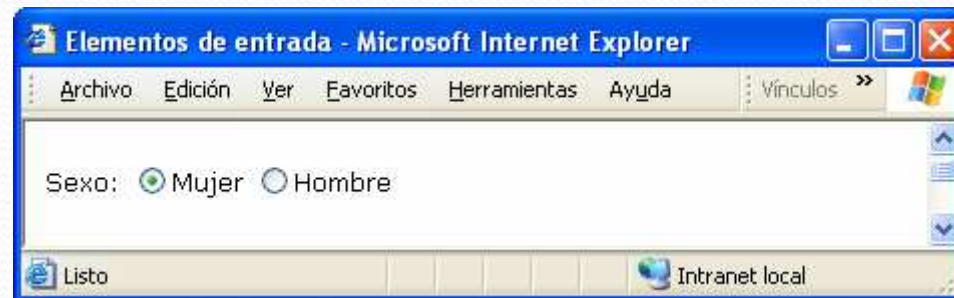 Elementos de entrada - Microsoft Internet Explorer
Archivo Edición Ver Favoritos Herramientas Ayuda Vínculos »
Sexo: Mujer Hombre
Listo Intranet local